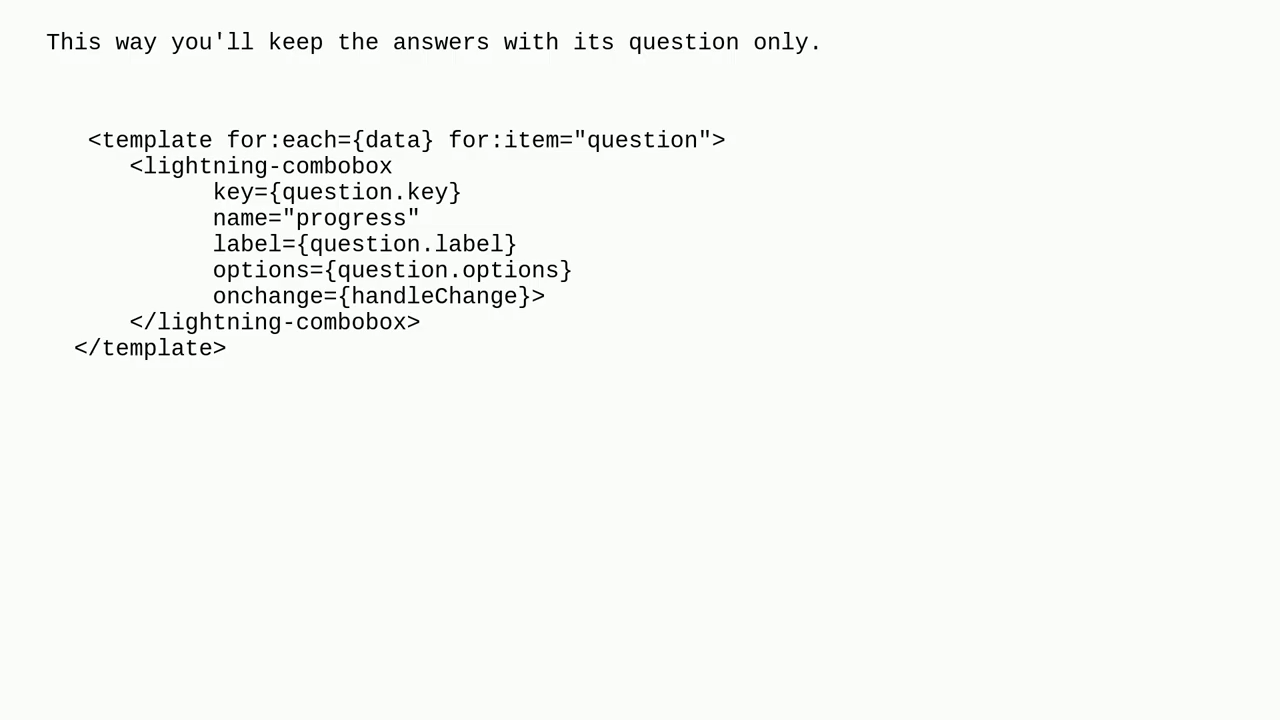 This way you'll keep the answers with its question only.
<template for:each={data} for:item="question">
<lightning-combobox
key={question.key}
name="progress"
label={question.label}
options={question.options}
onchange={handleChange}>
</lightning-combobox>
</template>